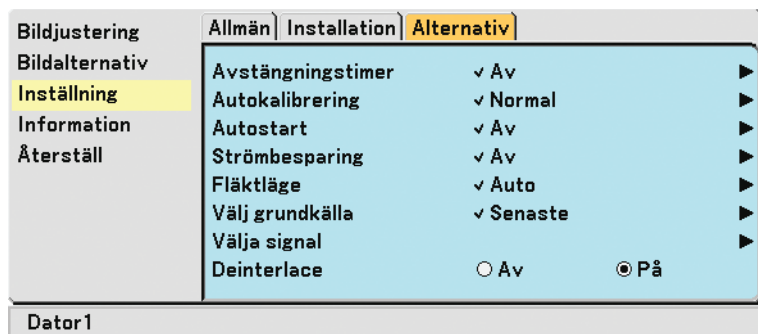 Bildjustering
Bildalternativ
Inställning
Information
Återställ
Allmän Installation Alternativ
Avstängningstimer Av
Autokalibrering Normal
Autostart Av
Strömbesparing Av
Fläktläge Auto
Välj grundkälla Senaste
Välja signal
Deinterlace Av På
Dator1